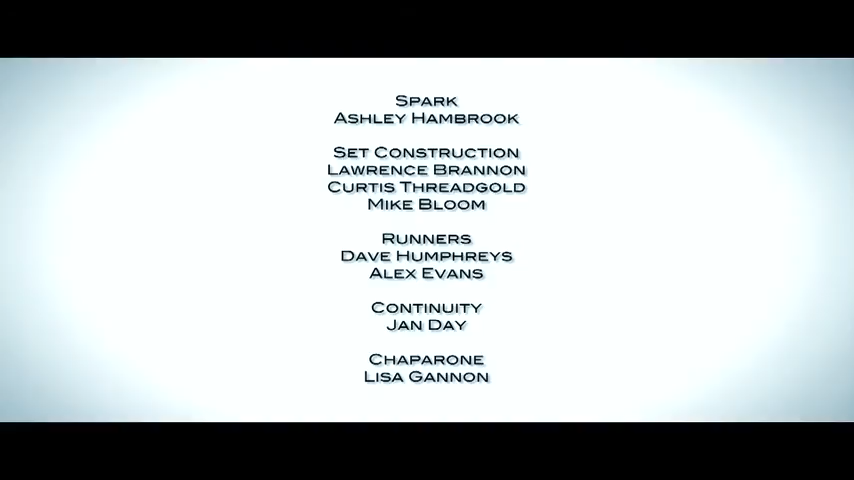 Spark
Ashley Hambrook
Set Construction
Lawrence Brannon
Curtis Threadgold
Mike Bloom
Runners
Dave Humphreys
Alex Evans
Continuity
Jan Day
Chaparone
Lisa Gannon